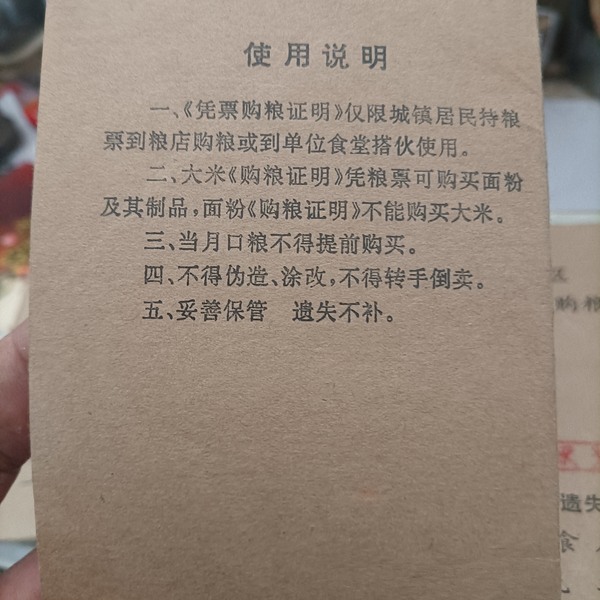 使用说明
一、《凭票购粮证明》仅限城镇居民持粮
票到粮店购粮或到单位食堂搭伙使用。
二、大米《购粮证明》凭粮票可购买面粉
及其制品，面粉《购粮证明》不能购买大米。
三、当月口粮不得提前购买。
四、不得伪造、涂改，不得转手倒卖。
五、妥善保管　遗失不补。
购粮
遗失
食